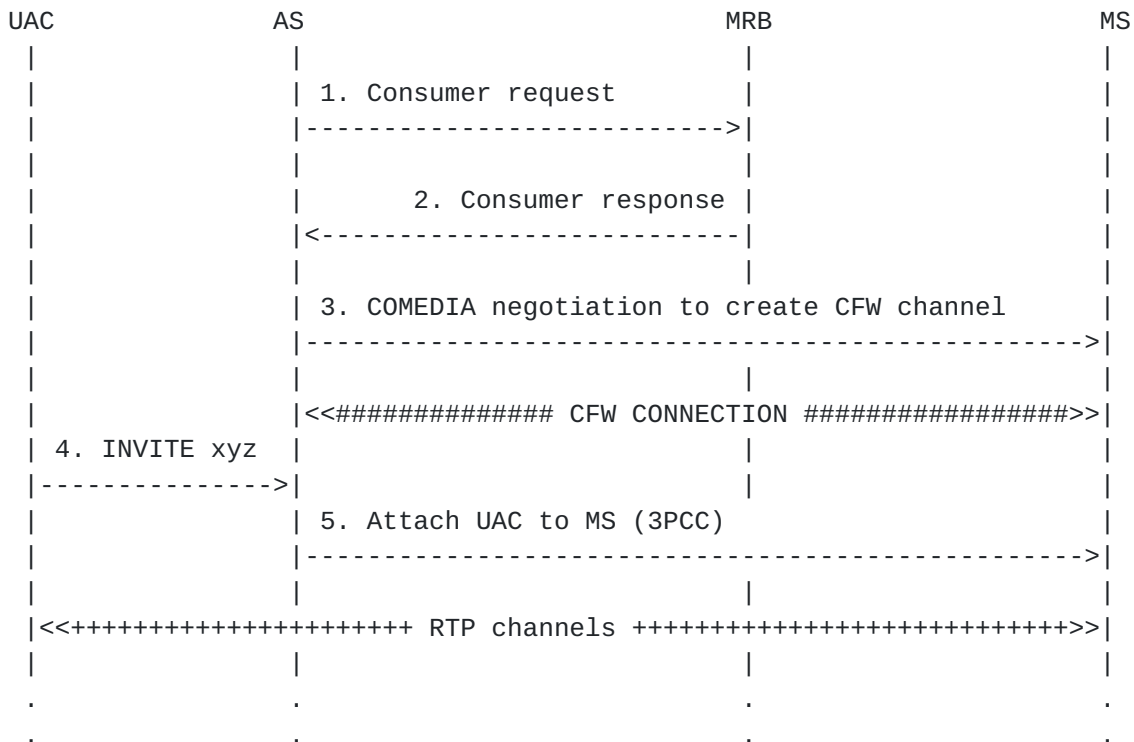 UAC AS MRB MS
1. Consumer request
2. Consumer response
3. COMEDIA negotiation to create CFW channel
<<############## CFW CONNECTION #################>>
4. INVITE xyz
5. Attach UAC to MS (3PCC)
<<++++++++++++++++++++++ RTP channels ++++++++++++++++++++++++++++>>